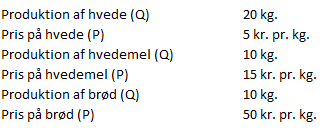 Produktion af hvede (Q) 20 kg.
Pris på hvede (P) 5 kr. pr. kg.
Produktion af hvedemel (Q) 10 kg.
Pris på hvedemel (P) 15 kr. pr. kg.
Produktion af brød (Q) 10 kg.
Pris på brød (P) 50 kr. pr. kg.